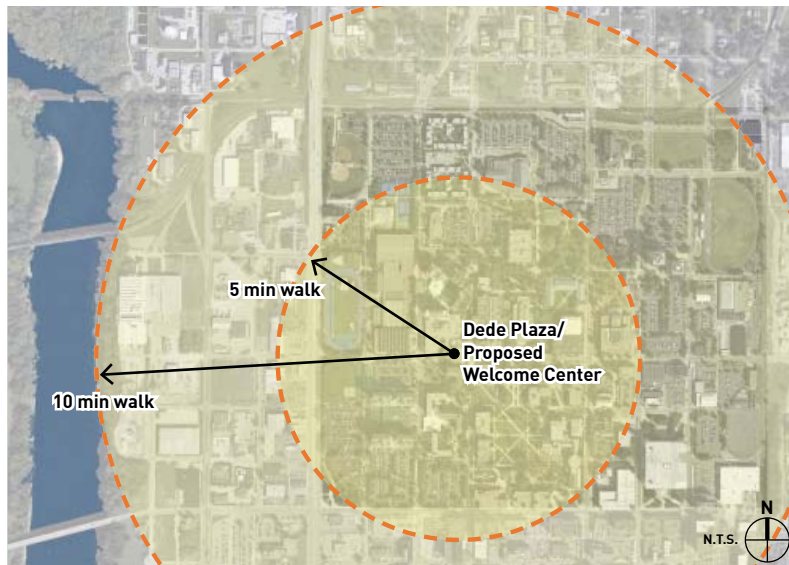 5 min walk
Dede Plaza/
Proposed
Welcome Center
10 min walk
N
N.T.S.